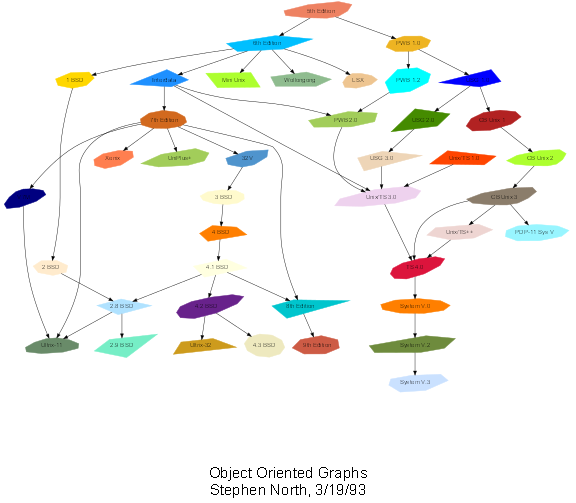 5th Edition
6th Edition
PWB 1.0
1 BSD
Interdata
Mini Unix
Wollongong
LSX
PWB 1.2
7th Edition
PWB 2.0
USG 2.0
CB Unix 1
Xenix
UniPlus+
32V
USG 3.0
Unix/TS 1.0
CB Unix 2
3 BSD
Unix/TS 3.0
CB Unix 3
4 BSD
Unix/TS++
PDP-11 Sys V
2 BSD
4.1 BSD
TS 4.0
2.8 BSD
4.2 BSD
8th Edition
System V.0
Ultrix-11
2.9 BSD
Ultrix-32
4.3 BSD
9th Edition
System V.2
System V.3
Object Oriented Graphs
Stephen North, 3/19/93